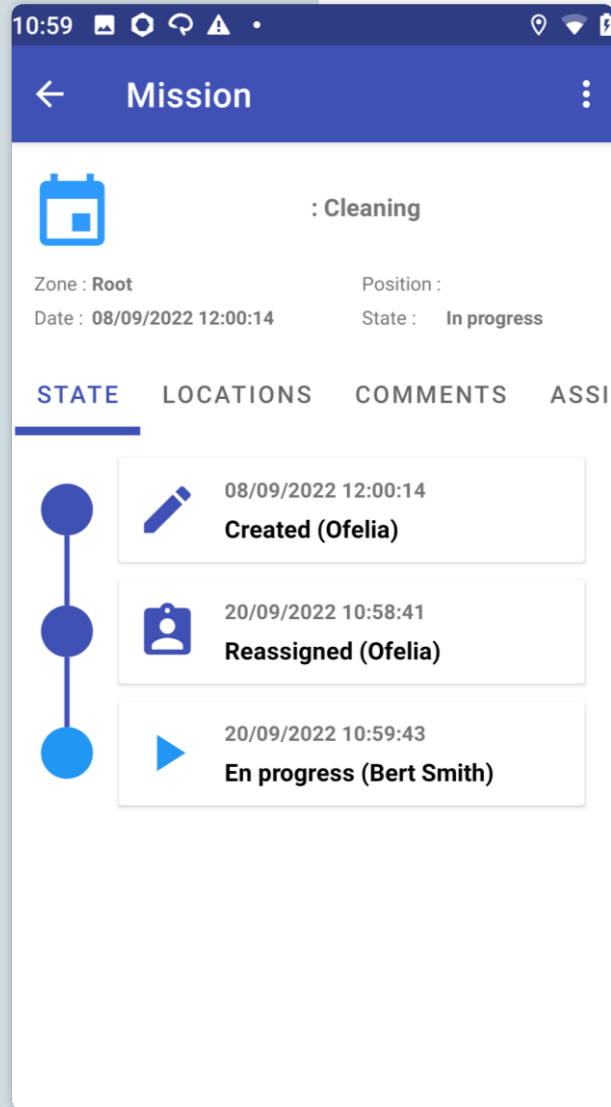 10:59
Mission
: Cleaning
Zone : Root
Position :
Date : 08/09/2022 12:00:14
State : In progress
STATE LOCATIONS COMMENTS ASSI
08/09/2022 12:00:14
Created (Ofelia)
20/09/2022 10:58:41
Reassigned (Ofelia)
20/09/2022 10:59:43
En progress (Bert Smith)